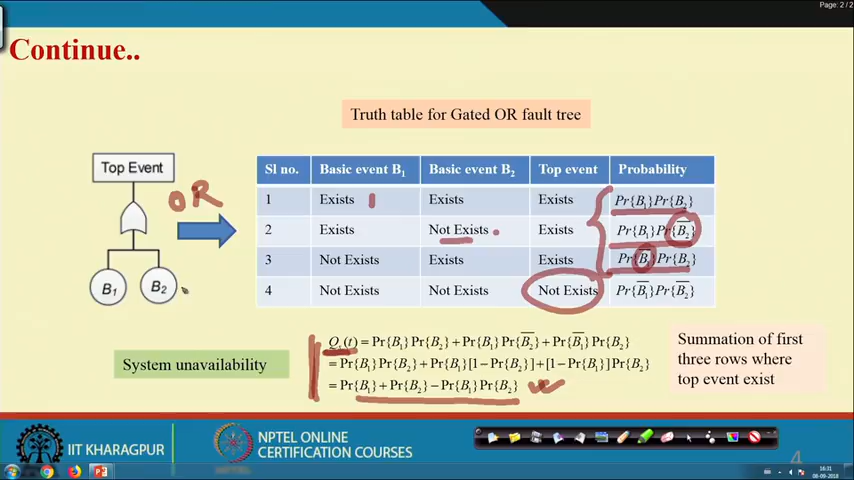 Page: 2 / 2
Continue..
Truth table for Gated OR fault tree
Top Event
OR
B₁ B₂
Sl no. Basic event B₁ Basic event B₂ Top event Probability
1 Exists Exists Exists Pr{B₁}Pr{B₂}
2 Exists Not Exists Exists Pr{B₁}Pr{B̅₂}
3 Not Exists Exists Exists Pr{B̅₁}Pr{B₂}
4 Not Exists Not Exists Not Exists Pr{B̅₁}Pr{B̅₂}
System unavailability
Qₛ(t) = Pr{B₁}Pr{B₂} + Pr{B₁}Pr{B̅₂} + Pr{B̅₁}Pr{B₂}
= Pr{B₁}Pr{B₂} + Pr{B₁}[1 − Pr{B₂}] + [1 − Pr{B₁}]Pr{B₂}
= Pr{B₁} + Pr{B₂} − Pr{B₁}Pr{B₂}
Summation of first
three rows where
top event exist
IIT KHARAGPUR
NPTEL ONLINE
CERTIFICATION COURSES
4
16:31
08-09-2018